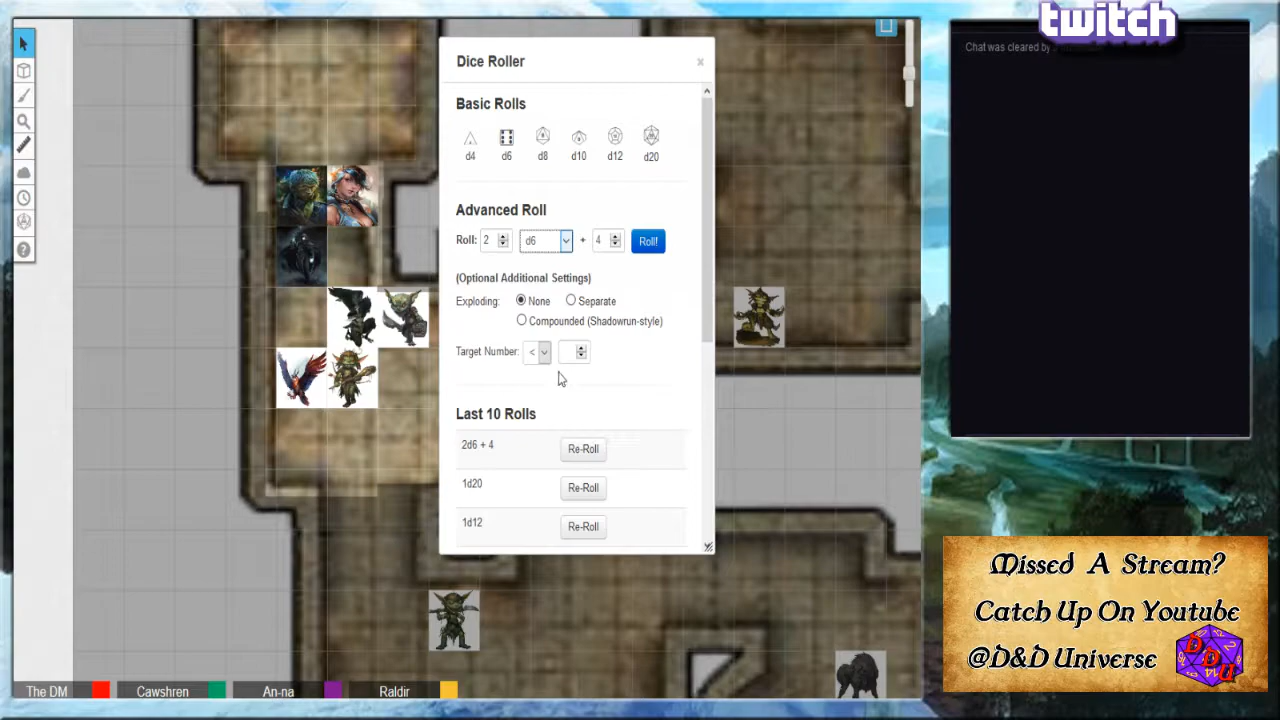 twitch
Chat was cleared by
Dice Roller
×
Basic Rolls
d4
d6
d8
d10
d12
d20
Advanced Roll
Roll: 2 d6 + 4 Roll!
(Optional Additional Settings)
Exploding: None Separate
Compounded (Shadowrun-style)
Target Number: <
Last 10 Rolls
2d6 + 4 Re-Roll
1d20 Re-Roll
1d12 Re-Roll
Missed A Stream?
Catch Up On Youtube
@D&D Universe
DDU
The DM
Cawshren
An-na
Raldir